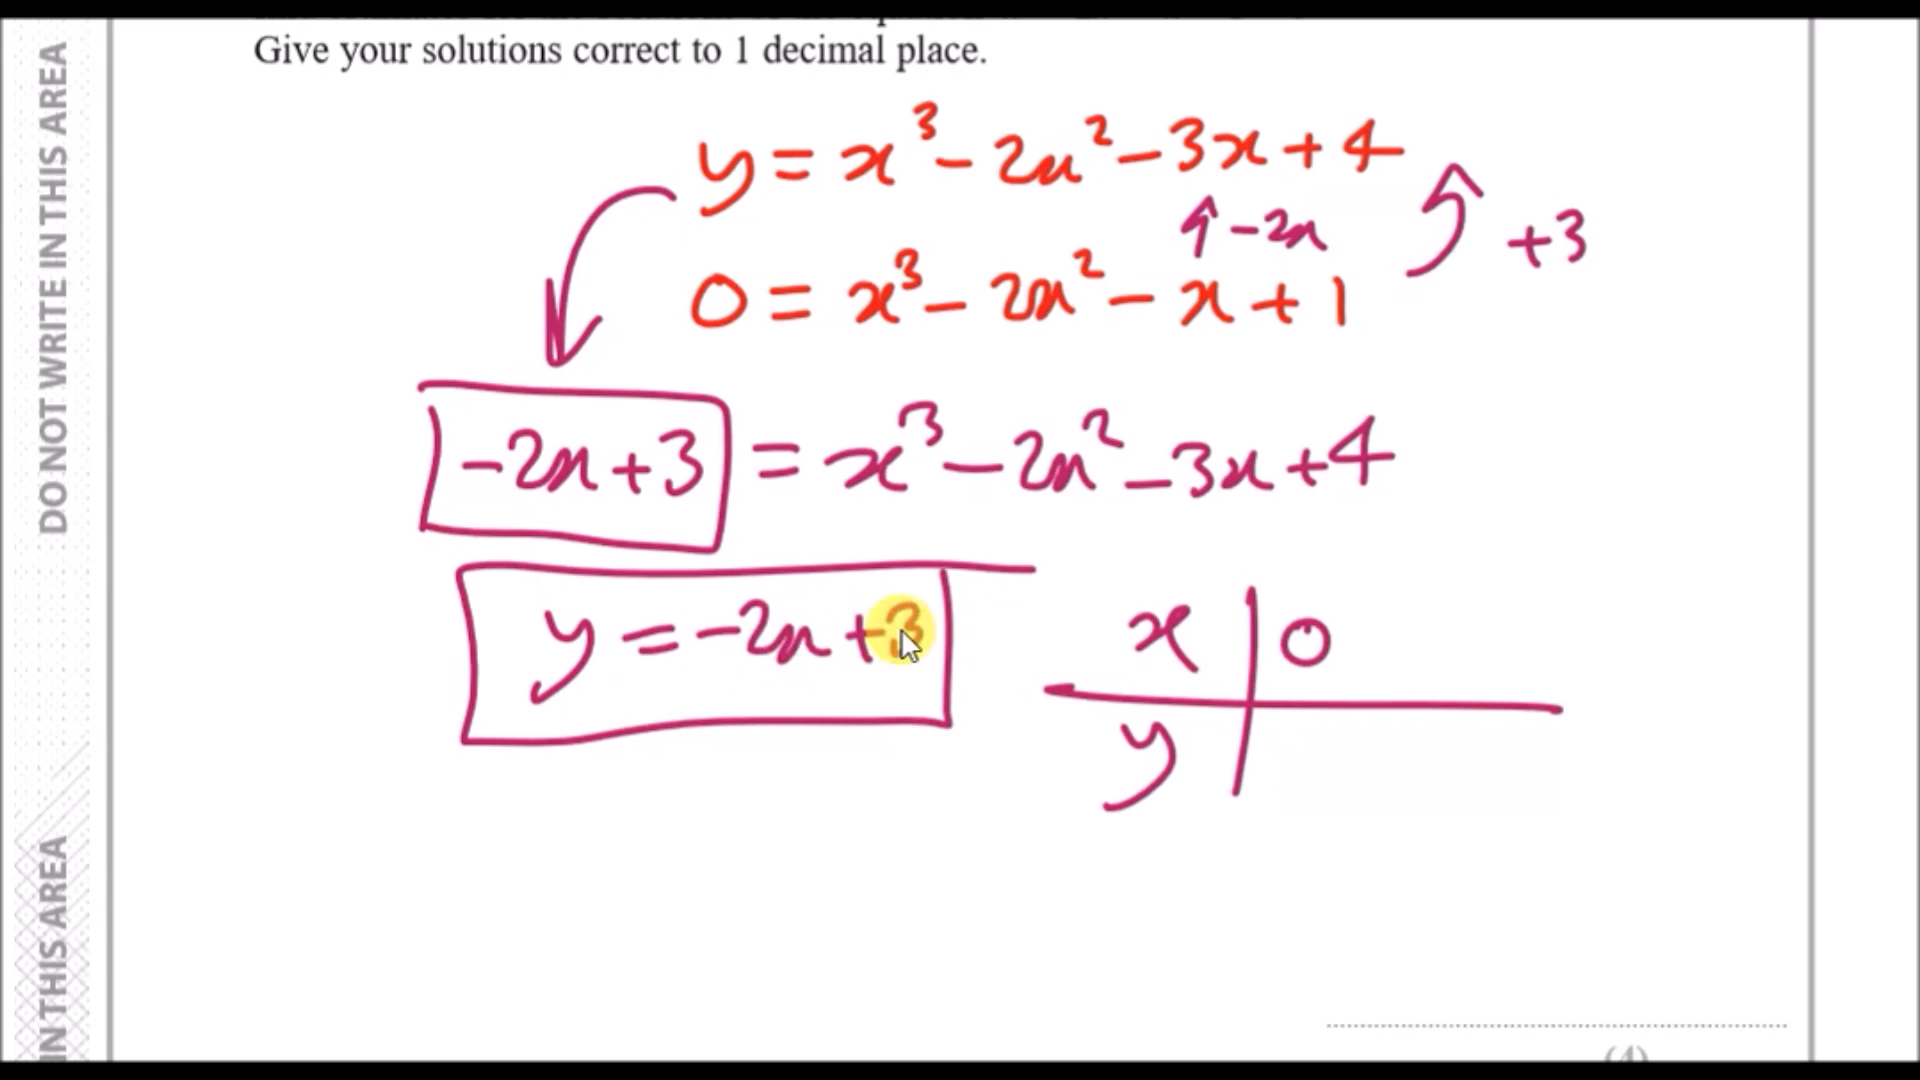 Give your solutions correct to 1 decimal place.
y = x³ - 2x² - 3x + 4
-2x
+3
0 = x³ - 2x² - x + 1
-2x + 3 = x³ - 2x² - 3x + 4
y = -2x + 3
x 0
y
DO NOT WRITE IN THIS AREA
IN THIS AREA